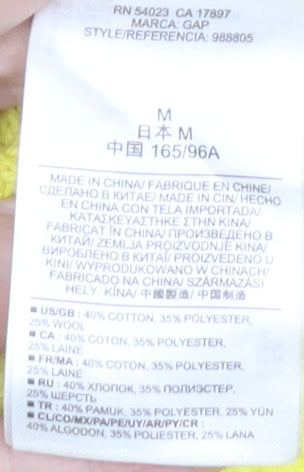 RN 54023 CA 17897
MARCA: GAP
STYLE/REFERENCIA: 988805
M
日本 M
中国 165/96A
MADE IN CHINA/ FABRIQUE EN CHINE/
СДЕЛАНО В КИТАЕ/ MADE IN CIN/ HECHO
EN CHINA CON TELA IMPORTADA/
ΚΑΤΑΣΚΕΥΑΣΤΗΚΕ ΣΤΗΝ ΚΙΝΑ/
FABRICAT ÎN CHINA/ ПРОИЗВЕДЕНО В
КИТАЙ/ ZEMLJA PROIZVODNJE KINA/
ВИРОБЛЕНО В КИТАЇ/ PROIZVEDENO U
KINI/ WYPRODUKOWANO W CHINACH/
FABRICADO NA CHINA/ SZÁRMAZÁSI
HELY: KÍNA/ 中國製造/ 中国制造
■ US/GB : 40% COTTON, 35% POLYESTER,
25% WOOL
■ CA : 40% COTON, 35% POLYESTER,
25% LAINE
■ FR/MA : 40% COTON, 35% POLYESTER,
25% LAINE
■ RU : 40% ХЛОПОК, 35% ПОЛИЭСТЕР,
25% ШЕРСТЬ
■ TR : 40% PAMUK, 35% POLYESTER, 25% YÜN
■ CL/CO/MX/PA/PE/UY/AR/PY/CR :
40% ALGODON, 35% POLIESTER, 25% LANA